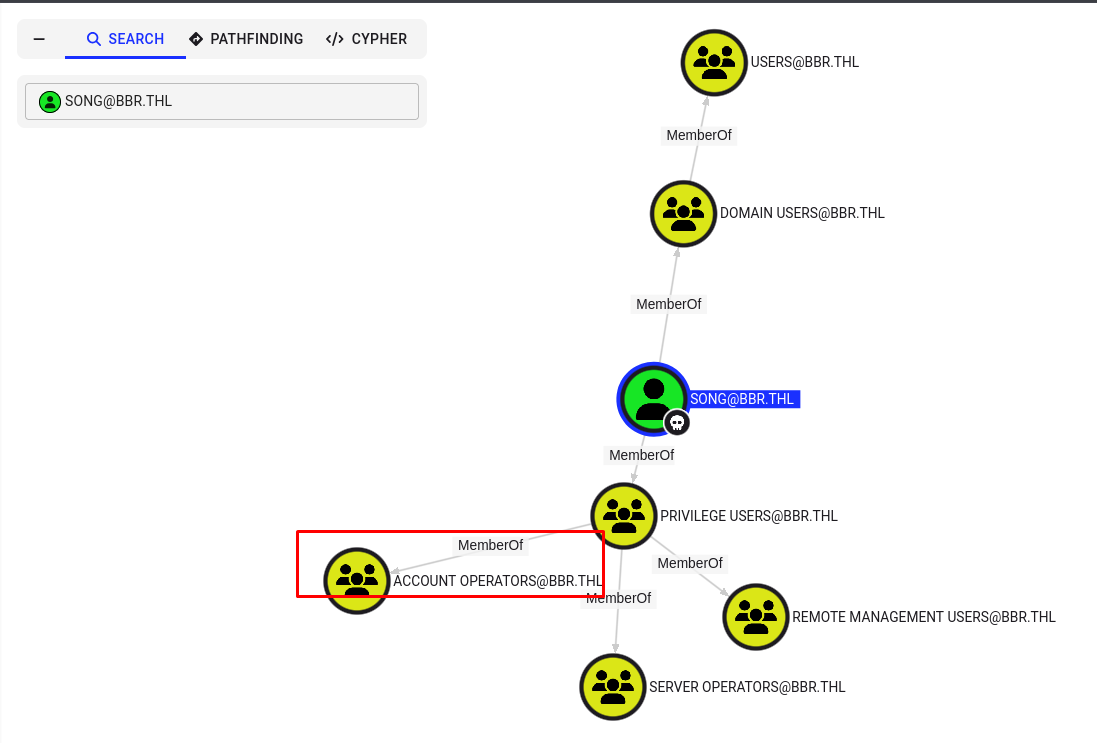 SEARCH
PATHFINDING
CYPHER
SONG@BBR.THL
USERS@BBR.THL
MemberOf
DOMAIN USERS@BBR.THL
MemberOf
SONG@BBR.THL
MemberOf
PRIVILEGE USERS@BBR.THL
MemberOf
MemberOf
ACCOUNT OPERATORS@BBR.THL
MemberOf
REMOTE MANAGEMENT USERS@BBR.THL
SERVER OPERATORS@BBR.THL